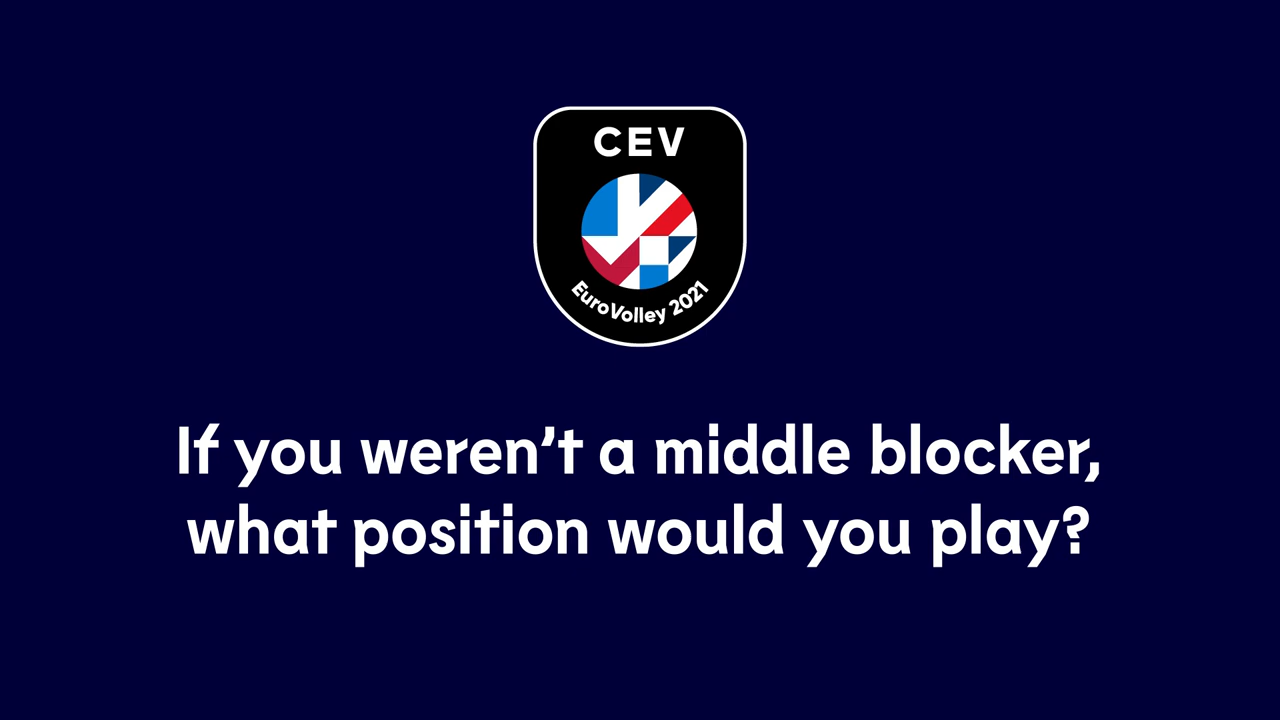 CEV
EuroVolley 2021
If you weren’t a middle blocker,
what position would you play?